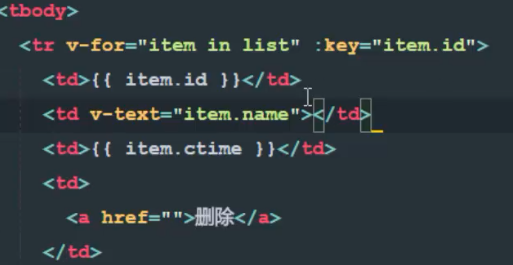 <tbody>
<tr v-for="item in list" :key="item.id">
<td>{{ item.id }}</td>
<td v-text="item.name"></td>
<td>{{ item.ctime }}</td>
<td>
<a href="">删除</a>
</td>